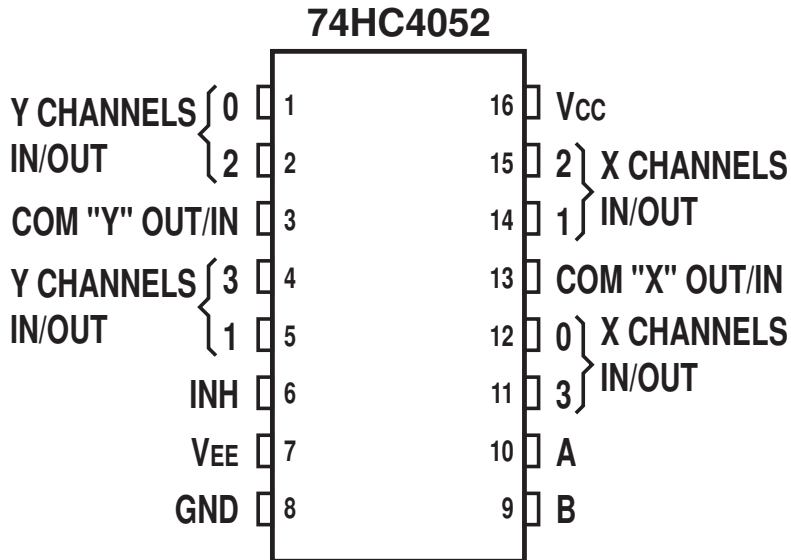 74HC4052
Y CHANNELS 0 1 16 VCC
IN/OUT 2 2 15 2 X CHANNELS
COM "Y" OUT/IN 3 14 1 IN/OUT
Y CHANNELS 3 4 13 COM "X" OUT/IN
IN/OUT 1 5 12 0 X CHANNELS
INH 6 11 3 IN/OUT
VEE 7 10 A
GND 8 9 B